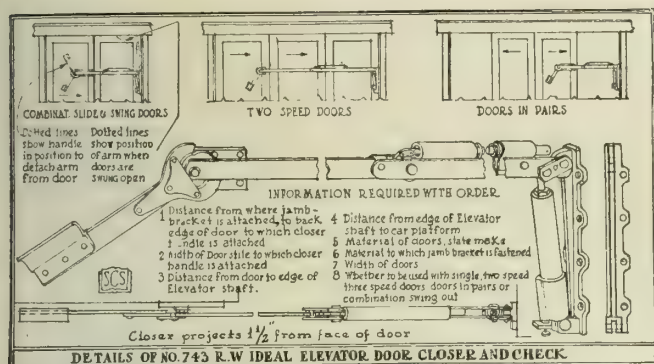 COMBINAT. SLIDE & SWING DOORS
TWO SPEED DOORS
DOORS IN PAIRS
Dotted lines
show handle
in position to
detach arm
from door
Dotted lines
show position
of arm when
doors are
swung open
INFORMATION REQUIRED WITH ORDER
1 Distance from where jamb-
bracket is attached, to back
edge of door to which closer
handle is attached
2 Width of Door stile to which closer
handle is attached
3 Distance from door to edge of
Elevator shaft.
4 Distance from edge of Elevator
shaft to car platform
5 Material of doors, state make
6 Material to which jamb bracket is fastened
7 Width of doors
8 Whether to be used with single, two speed
three speed doors doors in pairs or
combination swing out
SCS
Closer projects 1 1/2" from face of door
DETAILS OF NO. 743 R.W IDEAL ELEVATOR DOOR CLOSER AND CHECK